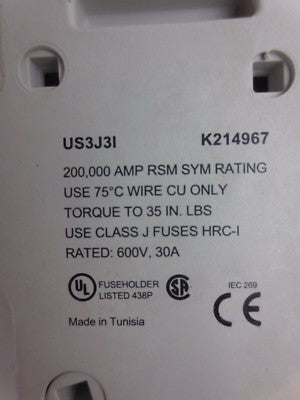 US3J3I K214967
200,000 AMP RSM SYM RATING
USE 75°C WIRE CU ONLY
TORQUE TO 35 IN. LBS
USE CLASS J FUSES HRC-I
RATED: 600V, 30A
UL FUSEHOLDER SA IEC 269
LISTED 438P CE
Made in Tunisia